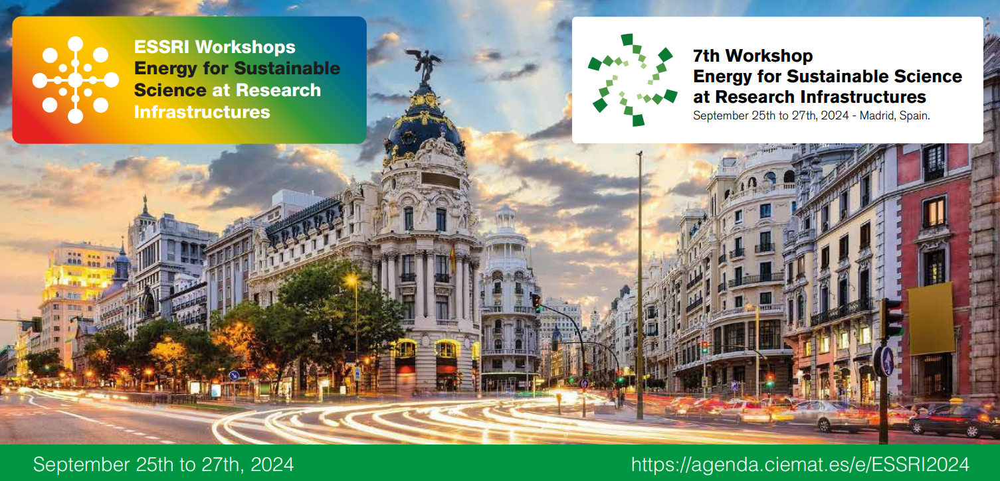 ESSRI Workshops
Energy for Sustainable
Science at Research
Infrastructures
7th Workshop
Energy for Sustainable Science
at Research Infrastructures
September 25th to 27th, 2024 - Madrid, Spain.
September 25th to 27th, 2024
https://agenda.ciemat.es/e/ESSRI2024